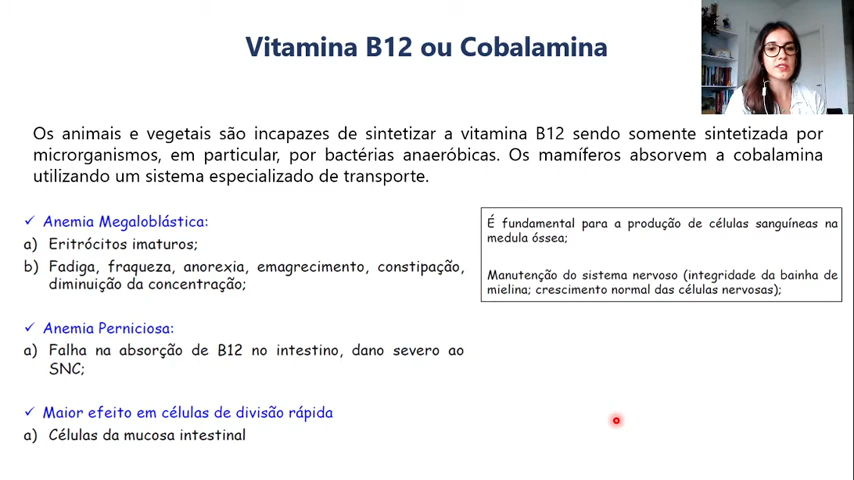 Vitamina B12 ou Cobalamina
Os animais e vegetais são incapazes de sintetizar a vitamina B12 sendo somente sintetizada por
microrganismos, em particular, por bactérias anaeróbicas. Os mamíferos absorvem a cobalamina
utilizando um sistema especializado de transporte.
✓ Anemia Megaloblástica:
a) Eritrócitos imaturos;
b) Fadiga, fraqueza, anorexia, emagrecimento, constipação,
diminuição da concentração;
✓ Anemia Perniciosa:
a) Falha na absorção de B12 no intestino, dano severo ao
SNC;
✓ Maior efeito em células de divisão rápida
a) Células da mucosa intestinal
É fundamental para a produção de células sanguíneas na
medula óssea;
Manutenção do sistema nervoso (integridade da bainha de
mielina; crescimento normal das células nervosas);